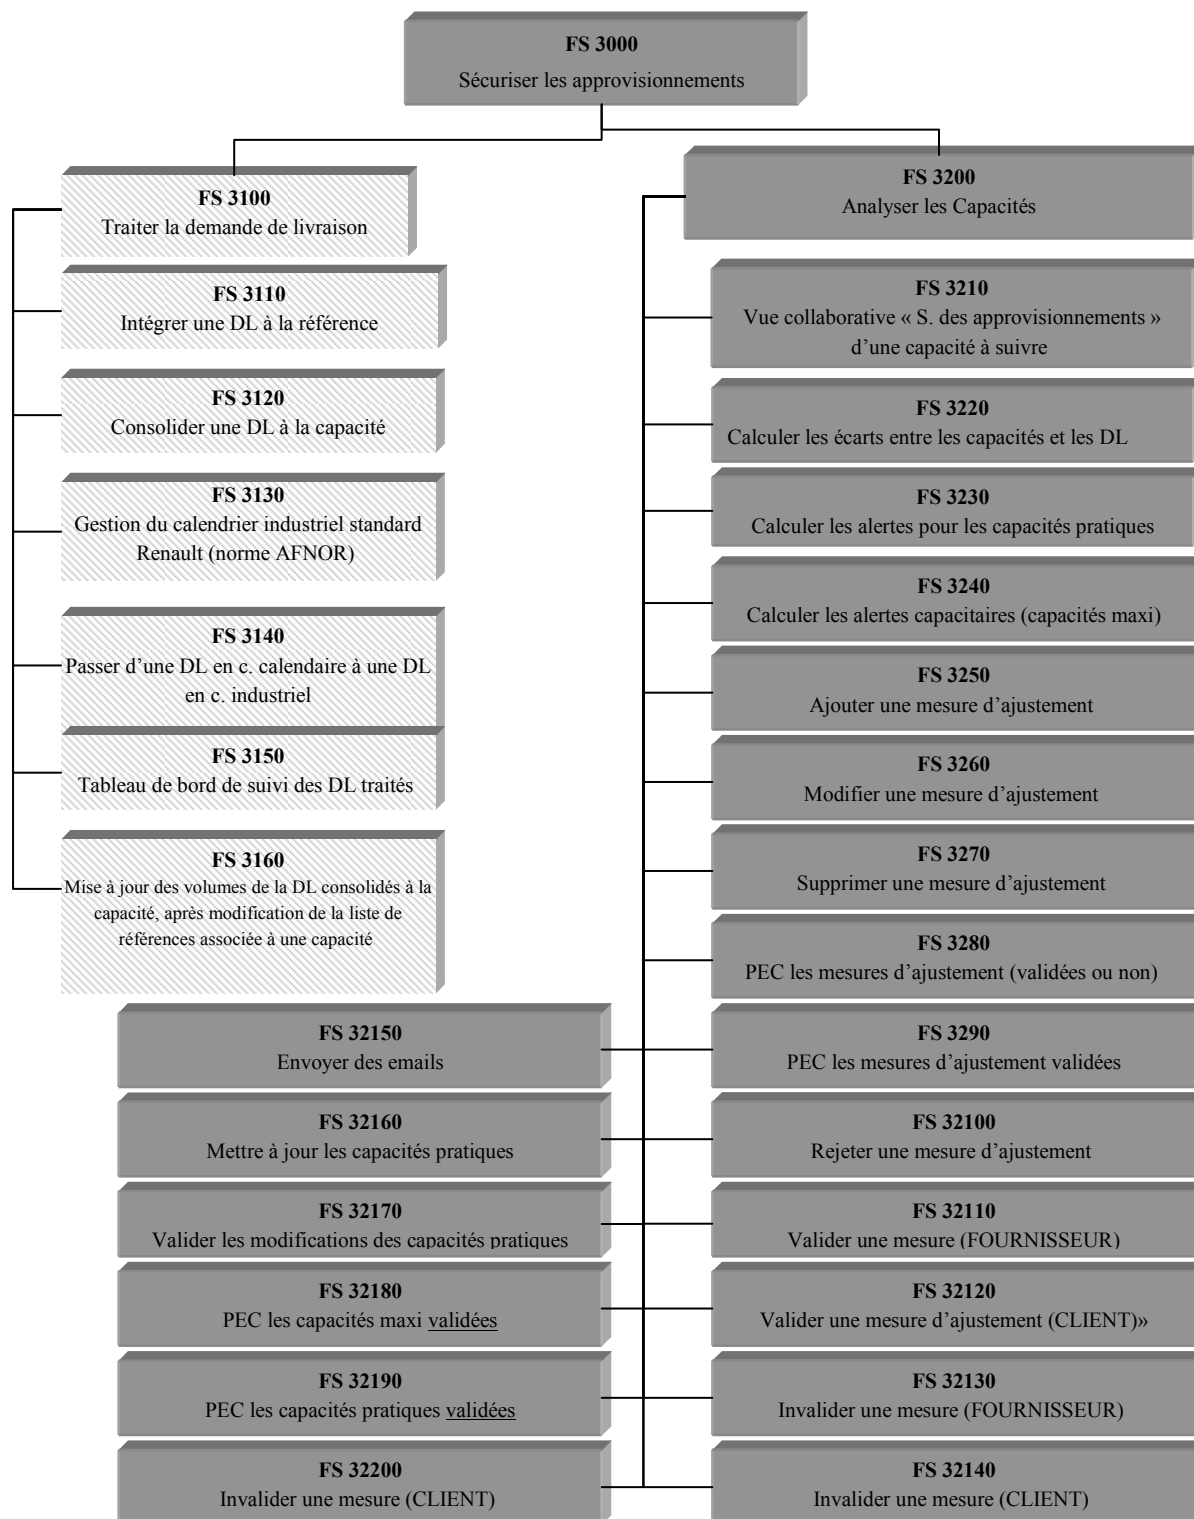 FS 3000
Sécuriser les approvisionnements
FS 3100
Traiter la demande de livraison
FS 3110
Intégrer une DL à la référence
FS 3120
Consolider une DL à la capacité
FS 3130
Gestion du calendrier industriel standard
Renault (norme AFNOR)
FS 3140
Passer d’une DL en c. calendaire à une DL
en c. industriel
FS 3150
Tableau de bord de suivi des DL traités
FS 3160
Mise à jour des volumes de la DL consolidés à la
capacité, après modification de la liste de
références associée à une capacité
FS 3200
Analyser les Capacités
FS 3210
Vue collaborative « S. des approvisionnements »
d’une capacité à suivre
FS 3220
Calculer les écarts entre les capacités et les DL
FS 3230
Calculer les alertes pour les capacités pratiques
FS 3240
Calculer les alertes capacitaires (capacités maxi)
FS 3250
Ajouter une mesure d’ajustement
FS 3260
Modifier une mesure d’ajustement
FS 3270
Supprimer une mesure d’ajustement
FS 3280
PEC les mesures d’ajustement (validées ou non)
FS 3290
PEC les mesures d’ajustement validées
FS 32100
Rejeter une mesure d’ajustement
FS 32110
Valider une mesure (FOURNISSEUR)
FS 32120
Valider une mesure d’ajustement (CLIENT)»
FS 32130
Invalider une mesure (FOURNISSEUR)
FS 32140
Invalider une mesure (CLIENT)
FS 32150
Envoyer des emails
FS 32160
Mettre à jour les capacités pratiques
FS 32170
Valider les modifications des capacités pratiques
FS 32180
PEC les capacités maxi validées
FS 32190
PEC les capacités pratiques validées
FS 32200
Invalider une mesure (CLIENT)